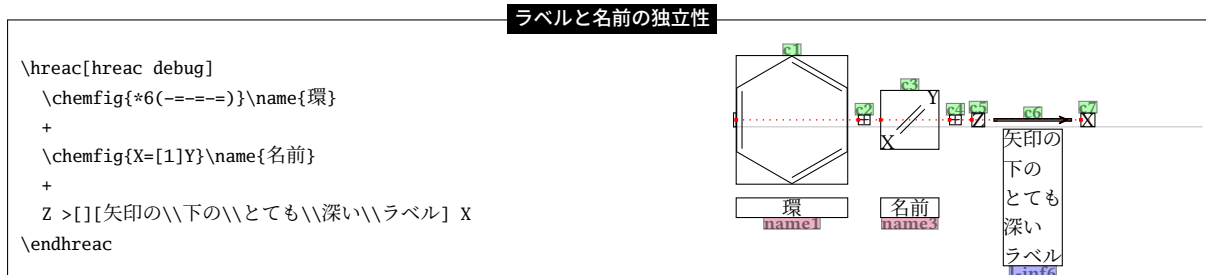 ラベルと名前の独立性
\hreac[hreac debug]
\chemfig{*6(-=-=-=)}\name{環}
+
\chemfig{X=[1]Y}\name{名前}
+
Z >[][矢印の\\下の\\とても\\深い\\ラベル] X
\endhreac
c1
c2
c3
c4
c5
c6
c7
+
X
Y
+
Z
X
矢印の
下の
とても
深い
ラベル
環
名前
name1
name3
l-inf6